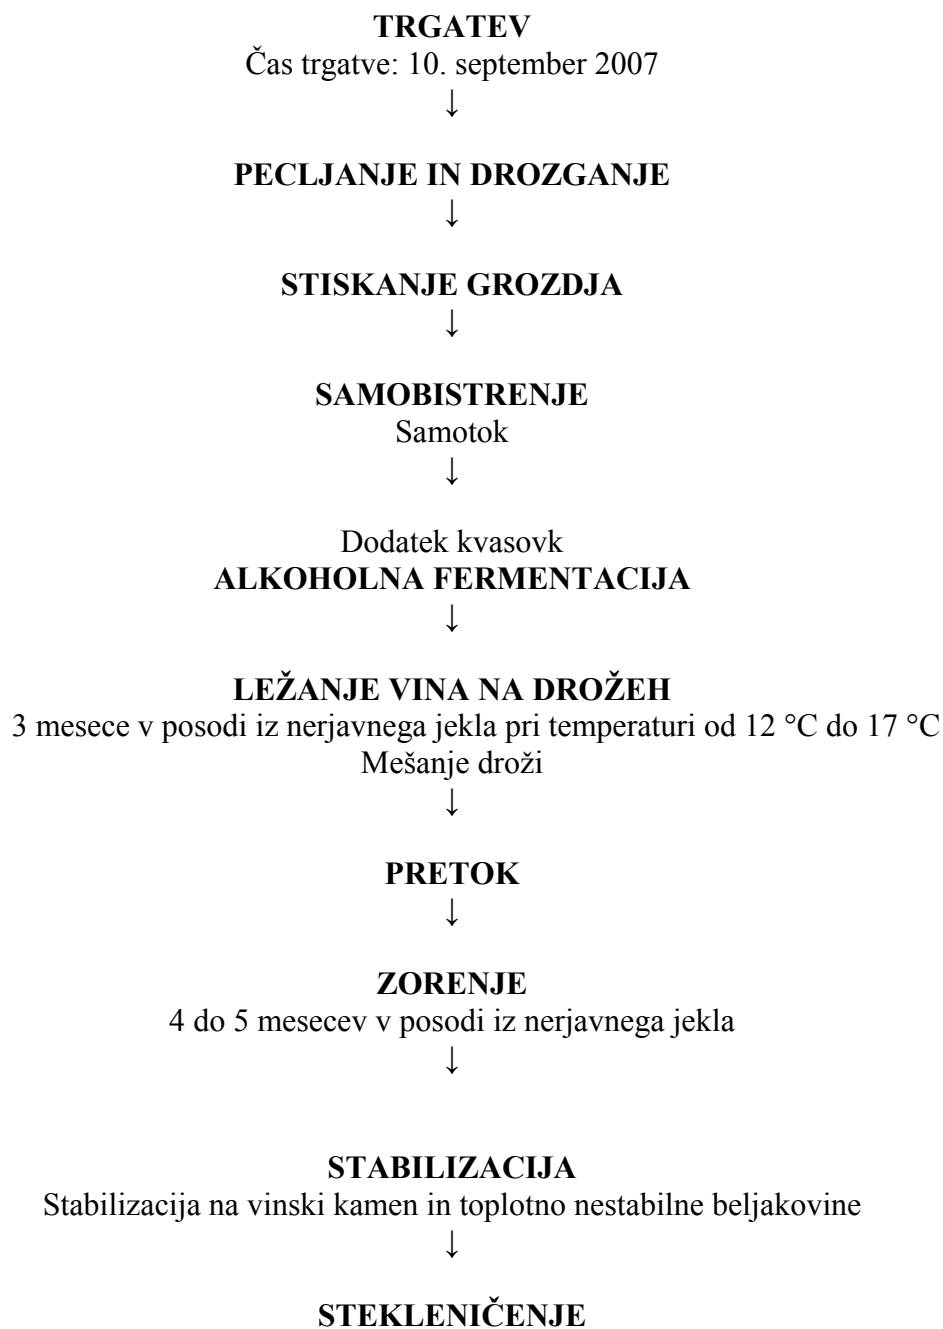 TRGATEV
Čas trgatve: 10. september 2007
↓
PECLJANJE IN DROZGANJE
↓
STISKANJE GROZDJA
↓
SAMOBISTRENJE
Samotok
↓
Dodatek kvasovk
ALKOHOLNA FERMENTACIJA
↓
LEŽANJE VINA NA DROŽEH
3 mesece v posodi iz nerjavnega jekla pri temperaturi od 12 °C do 17 °C
Mešanje droži
↓
PRETOK
↓
ZORENJE
4 do 5 mesecev v posodi iz nerjavnega jekla
↓
STABILIZACIJA
Stabilizacija na vinski kamen in toplotno nestabilne beljakovine
↓
STEKLENIČENJE